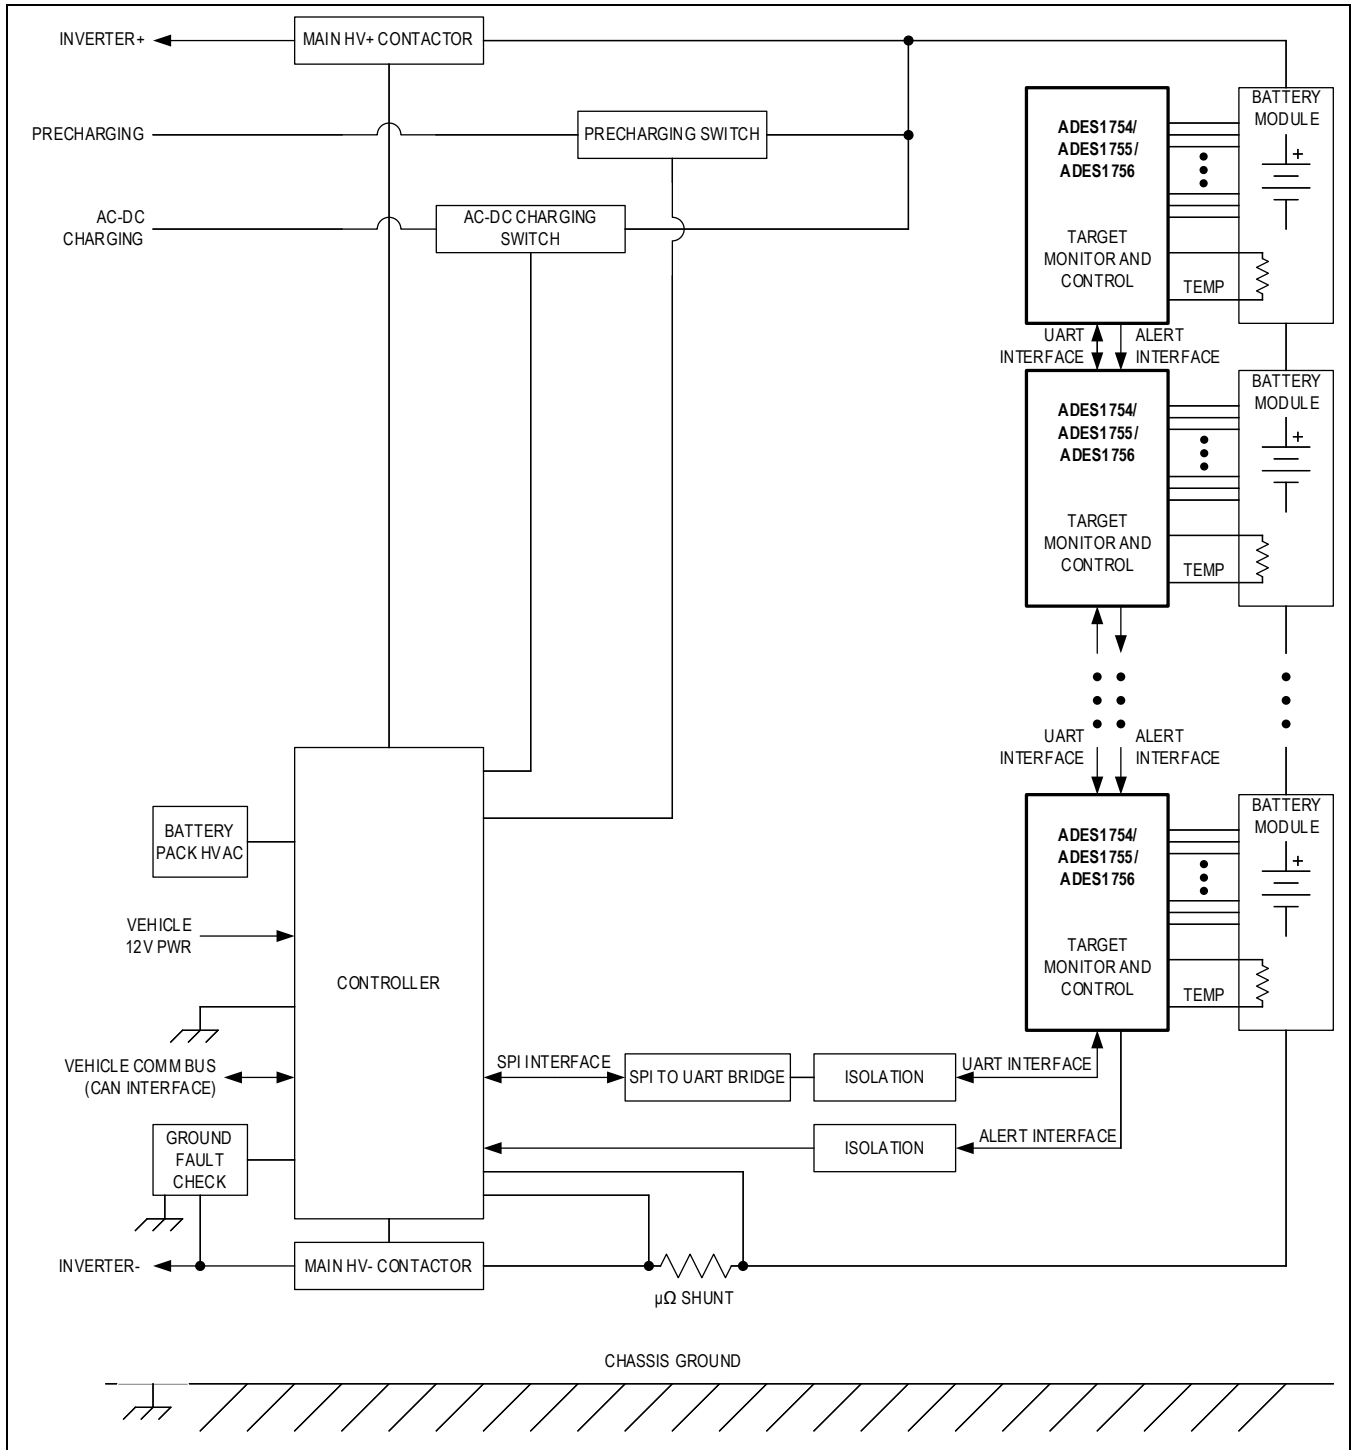 INVERTER+
MAIN HV+ CONTACTOR
PRECHARGING
PRECHARGING SWITCH
AC-DC
CHARGING
AC-DC CHARGING
SWITCH
ADES1754/
ADES1755/
ADES1756
TARGET
MONITOR AND
CONTROL
BATTERY
MODULE
+
TEMP
UART
INTERFACE
ALERT
INTERFACE
ADES1754/
ADES1755/
ADES1756
TARGET
MONITOR AND
CONTROL
BATTERY
MODULE
+
TEMP
UART
INTERFACE
ALERT
INTERFACE
ADES1754/
ADES1755/
ADES1756
TARGET
MONITOR AND
CONTROL
BATTERY
MODULE
+
TEMP
BATTERY
PACK HVAC
VEHICLE
12V PWR
CONTROLLER
VEHICLE COMM BUS
(CAN INTERFACE)
SPI INTERFACE
SPI TO UART BRIDGE
ISOLATION
UART INTERFACE
GROUND
FAULT
CHECK
ISOLATION
ALERT INTERFACE
INVERTER-
MAIN HV- CONTACTOR
μΩ SHUNT
CHASSIS GROUND